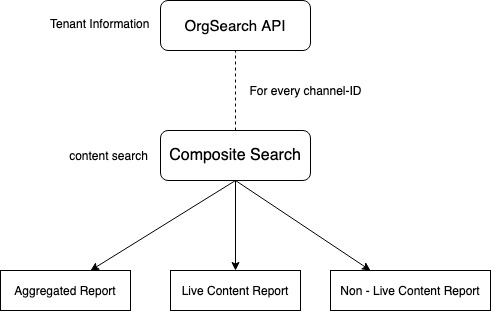 Tenant Information
OrgSearch API
For every channel-ID
content search
Composite Search
Aggregated Report
Live Content Report
Non - Live Content Report